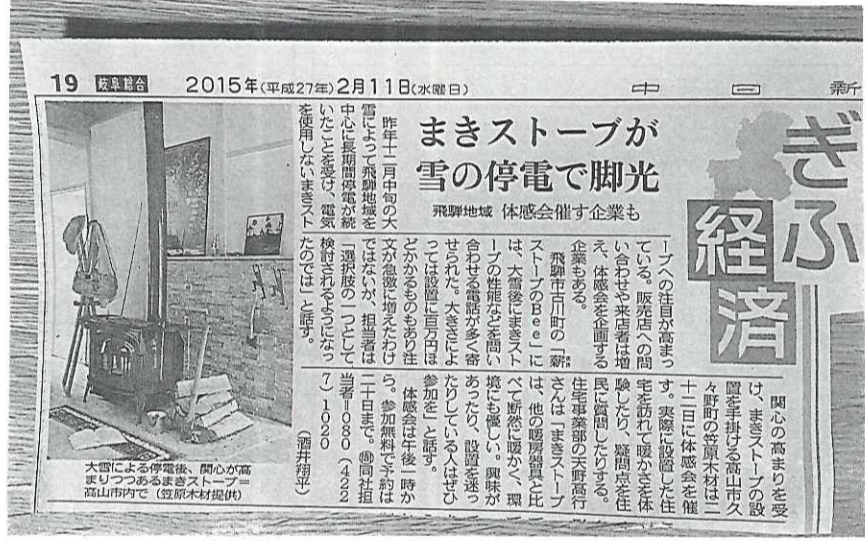 19 岐阜総合 2015年(平成27年)2月11日(水曜日) 中日新
ぎふ
経済
まきストーブが
雪の停電で脚光
飛騨地域 体感会催す企業も
昨年十二月中旬の大
雪によって飛騨地域を
中心に長期間停電が続
いたことを受け、電気
を使用しないまきスト
ーブへの注目が高まっ
ている。販売店への問
い合わせや来店者は増
え、体感会を企画する
企業もある。
飛騨市古川町の「薪
ストーブのBee」に
は、大雪後にまきスト
ーブの性能などを問い
合わせる電話が多く寄
せられた。大きさによ
っては設置に百万円ほ
どかかるものもあり注
文が急激に増えたわけ
ではないが、担当者は
「選択肢の一つとして
検討されるようになっ
たのでは」と話す。
関心の高まりを受
け、まきストーブの設
置を手掛ける高山市久
々野町の笠原木材は二
十二日に体感会を催
す。実際に設置した住
宅を訪れて暖かさを体
験したり、疑問点を住
民に質問したりする。
住宅事業部の天野高行
さんは「まきストーブ
は、他の暖房器具と比
べて断然に暖かく、環
境にも優しい。興味が
あったり、設置を迷っ
たりしている人はぜひ
参加を」と話す。
体感会は午後一時か
ら。参加無料で予約は
二十日まで。同社担
当者=080(422
7)1020
(酒井翔平)
大雪による停電後、関心が高
まりつつあるまきストーブ=
高山市内で(笠原木材提供)